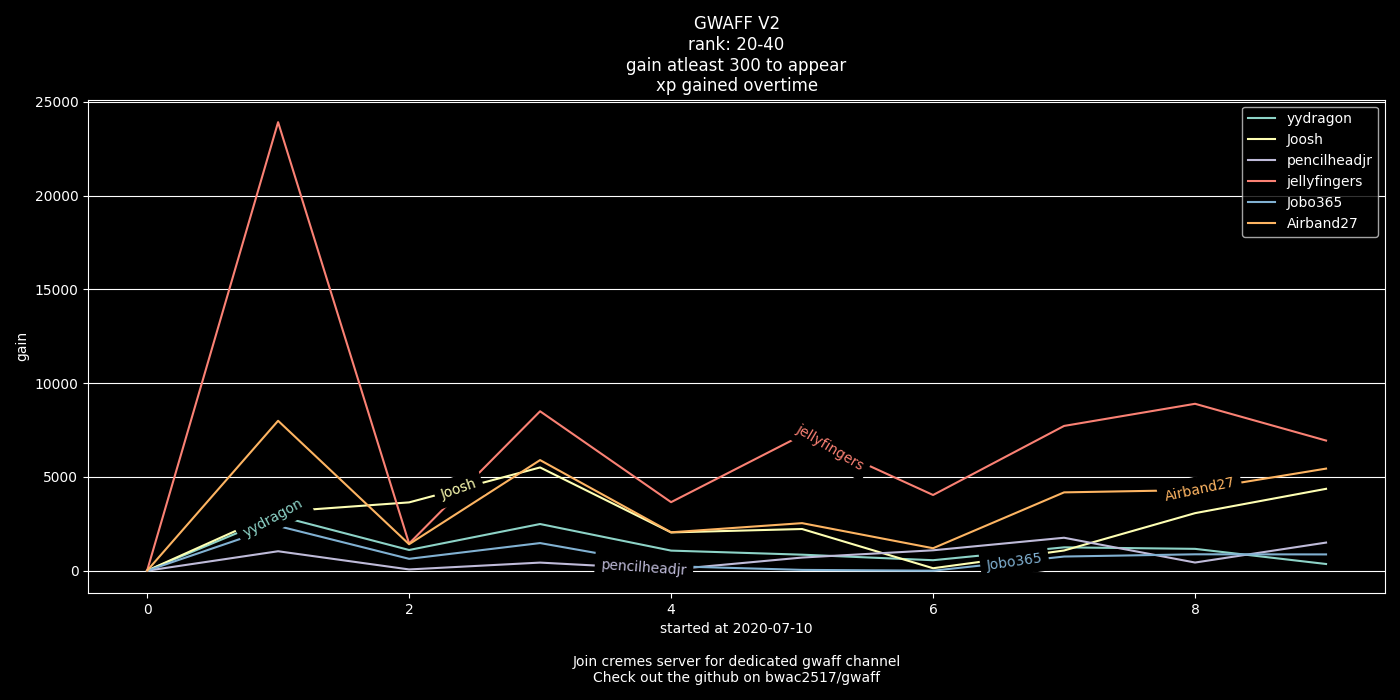 GWAFF V2
rank: 20-40
gain atleast 300 to appear
xp gained overtime
25000
20000
15000
10000
5000
0
gain
yydragon
Joosh
pencilheadjr
jellyfingers
Jobo365
Airband27
yydragon
Joosh
pencilheadjr
jellyfingers
Jobo365
Airband27
0
2
4
6
8
started at 2020-07-10
Join cremes server for dedicated gwaff channel
Check out the github on bwac2517/gwaff